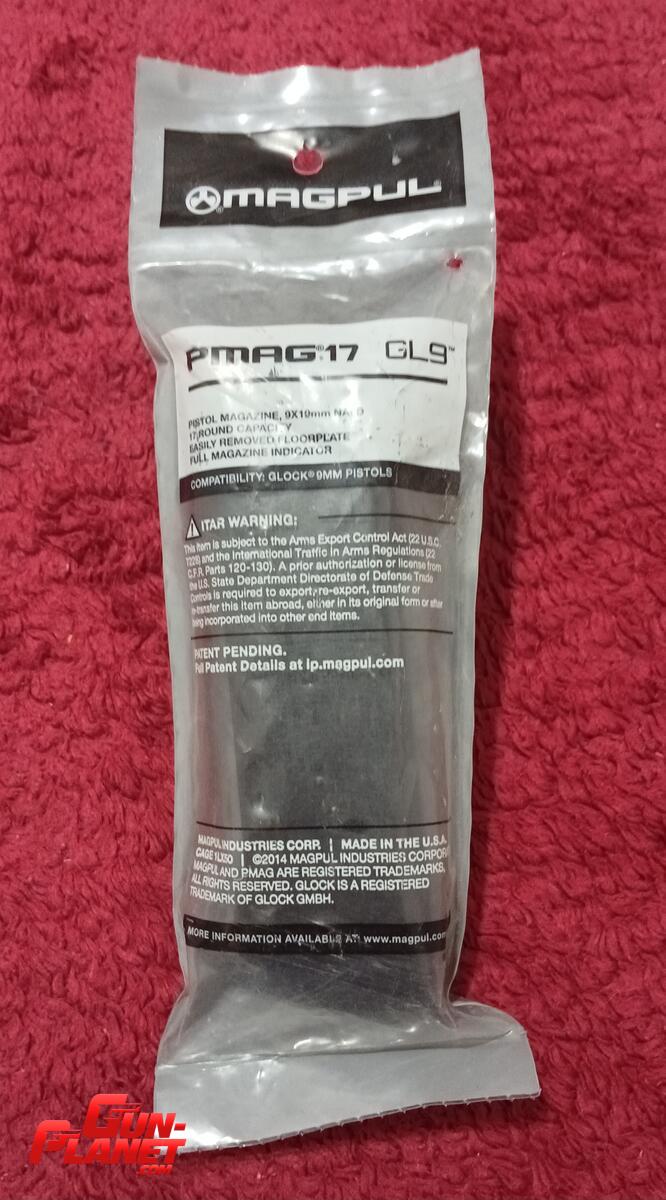 MAGPUL®
PMAG®17 GL9™
PISTOL MAGAZINE, 9X19mm NATO
17 ROUND CAPACITY
EASILY REMOVED FLOORPLATE
FULL MAGAZINE INDICATOR
COMPATIBILITY: GLOCK® 9MM PISTOLS
ITAR WARNING:
This item is subject to the Arms Export Control Act (22 U.S.C.
2778) and the International Traffic in Arms Regulations (22
C.F.R. Parts 120-130). A prior authorization or license from
the U.S. State Department Directorate of Defense Trade
Controls is required to export, re-export, transfer or
re-transfer this item abroad, either in its original form or after
being incorporated into other end items.
PATENT PENDING.
Full Patent Details at ip.magpul.com
MAGPUL INDUSTRIES CORP. | MADE IN THE U.S.A.
CAGE 1LX50 | ©2014 MAGPUL INDUSTRIES
MAGPUL AND PMAG ARE REGISTERED TRADEMARKS.
ALL RIGHTS RESERVED. GLOCK IS A REGISTERED
TRADEMARK OF GLOCK GMBH.
MORE INFORMATION AVAILABLE AT: www.magpul.com
GUN-
PLANET
.COM